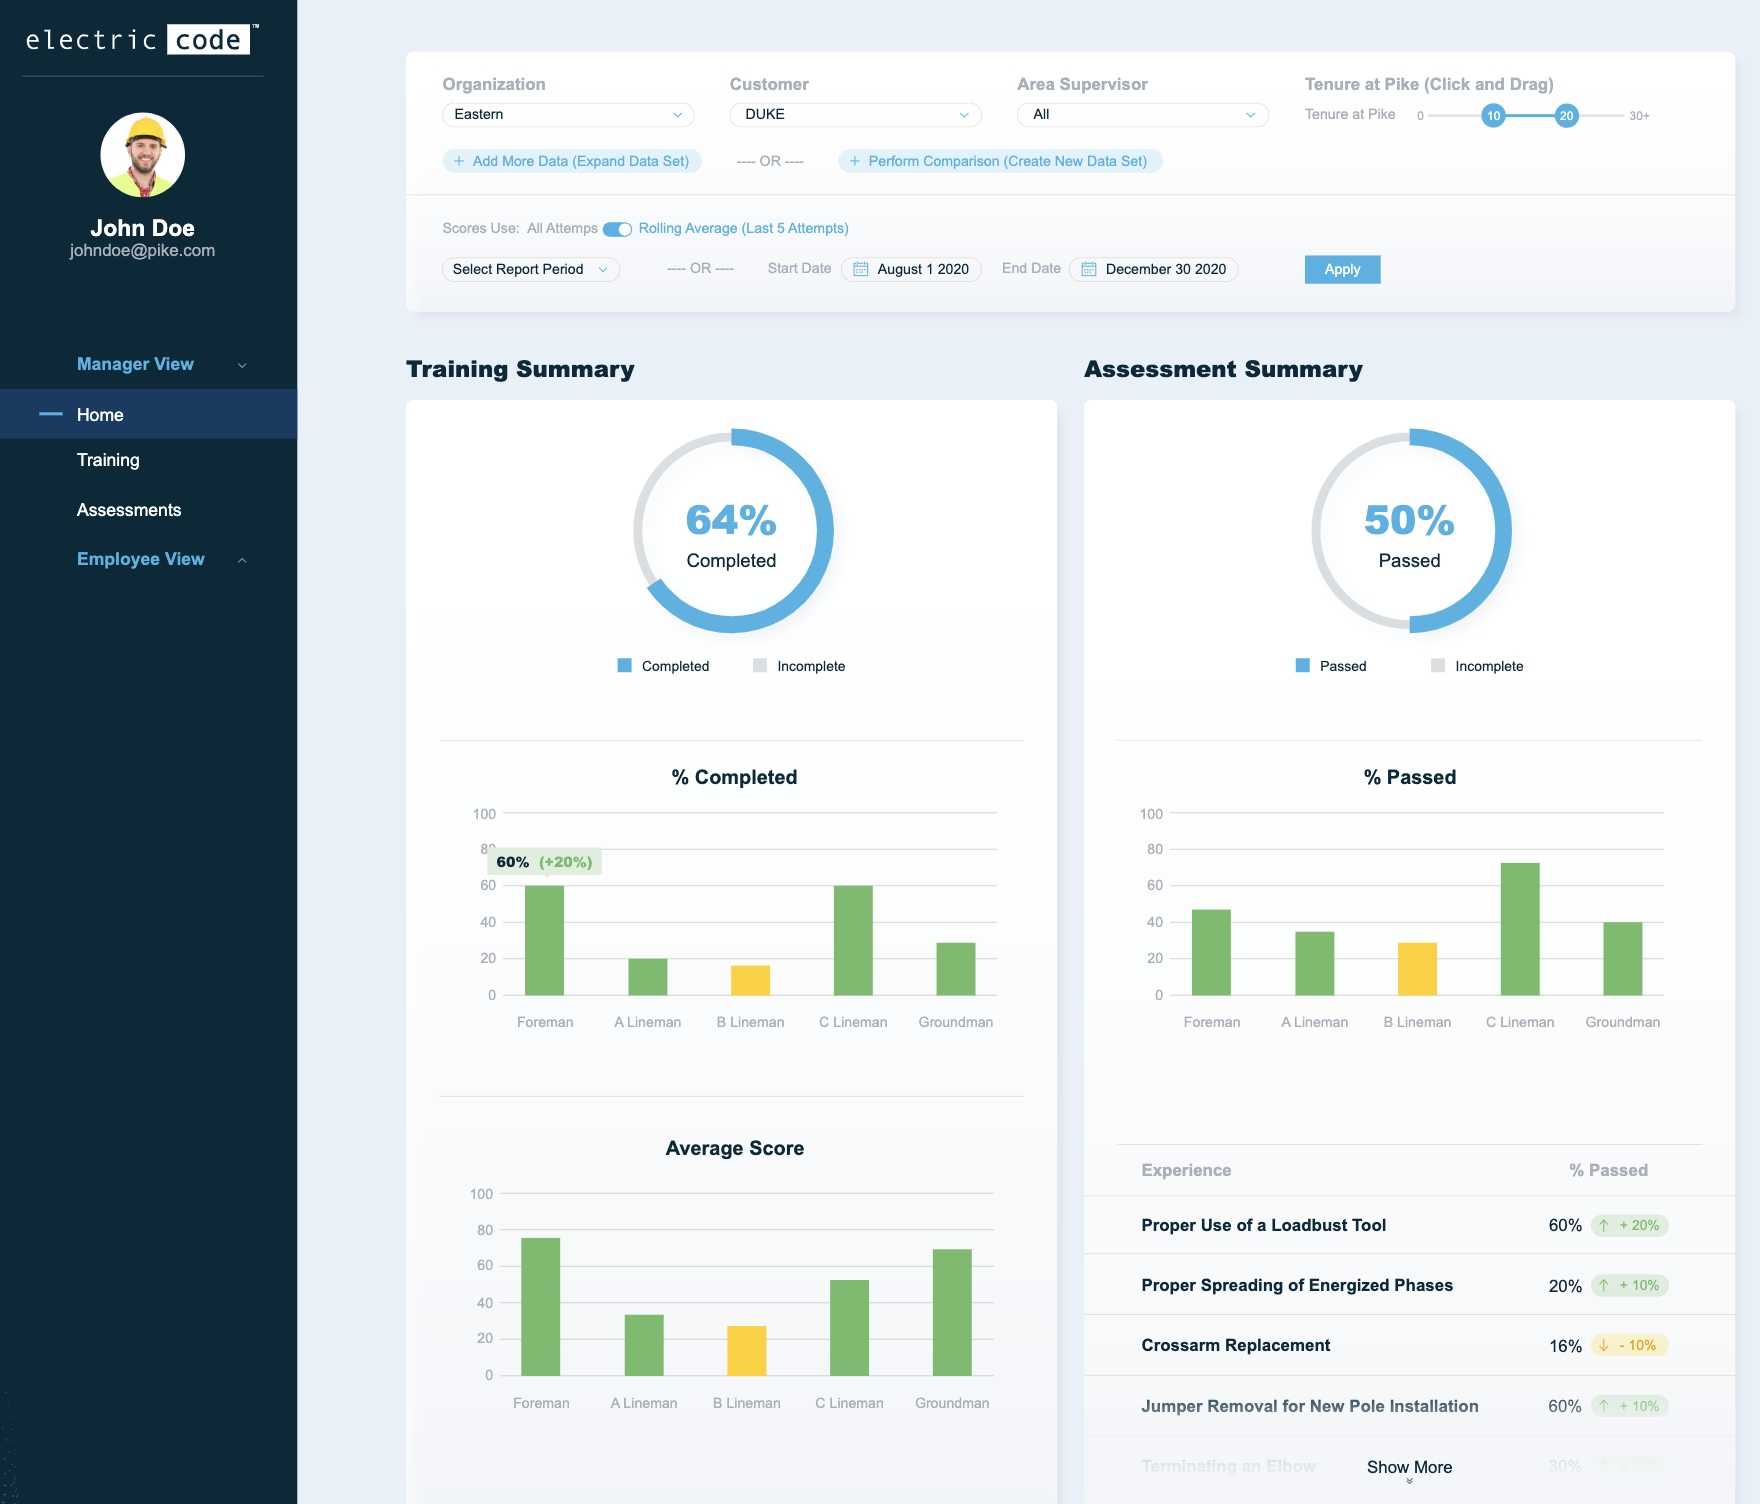 electric code™
John Doe
johndoe@pike.com
Manager View
Home
Training
Assessments
Employee View
Organization Customer Area Supervisor Tenure at Pike (Click and Drag)
Eastern DUKE All Tenure at Pike 0 10 20 30+
+ Add More Data (Expand Data Set) ---- OR ---- + Perform Comparison (Create New Data Set)
Scores Use: All Attemps Rolling Average (Last 5 Attempts)
Select Report Period ---- OR ---- Start Date August 1 2020 End Date December 30 2020 Apply
Training Summary
64%
Completed
Completed Incomplete
% Completed
100
80
60% (+20%)
60
40
20
0
Foreman A Lineman B Lineman C Lineman Groundman
Average Score
100
80
60
40
20
0
Foreman A Lineman B Lineman C Lineman Groundman
Assessment Summary
50%
Passed
Passed Incomplete
% Passed
100
80
60
40
20
0
Foreman A Lineman B Lineman C Lineman Groundman
Experience % Passed
Proper Use of a Loadbust Tool 60% ↑ + 20%
Proper Spreading of Energized Phases 20% ↑ + 10%
Crossarm Replacement 16% ↓ - 10%
Jumper Removal for New Pole Installation 60% ↑ + 10%
Terminating an Elbow 30%
Show More